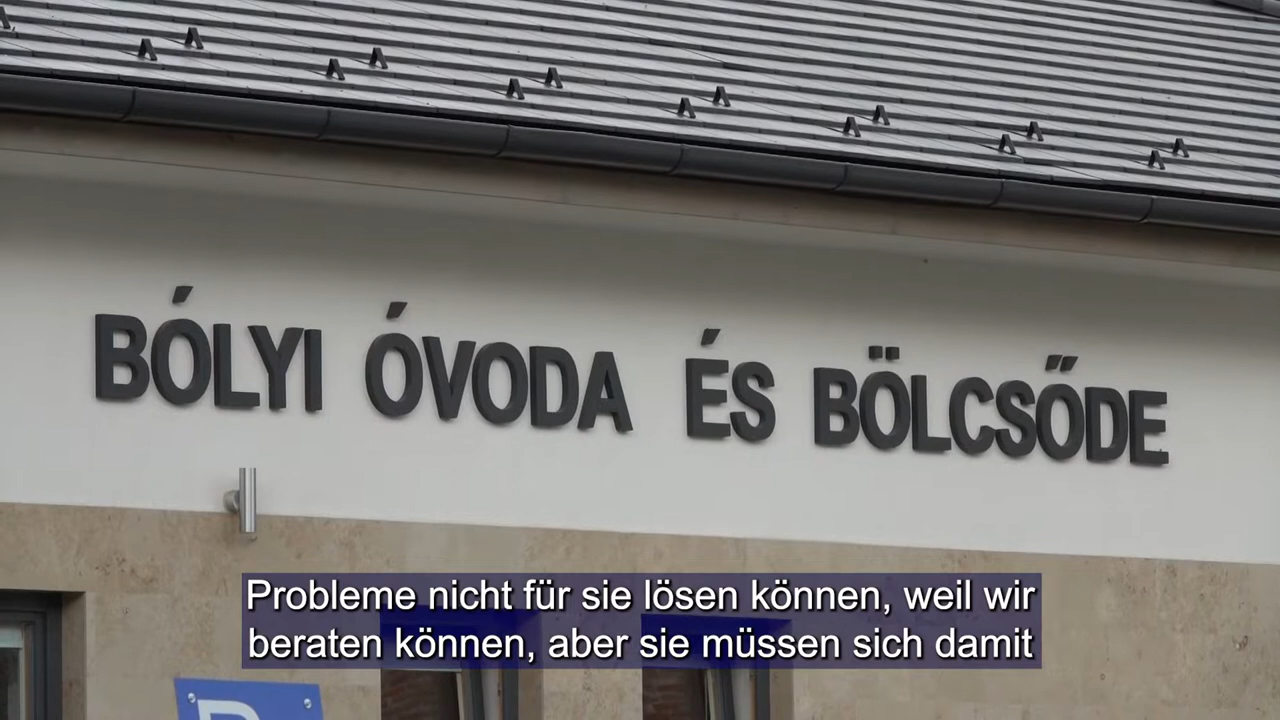 BÓLYI ÓVODA ÉS BÖLCSŐDE
Probleme nicht für sie lösen können, weil wir
beraten können, aber sie müssen sich damit
P